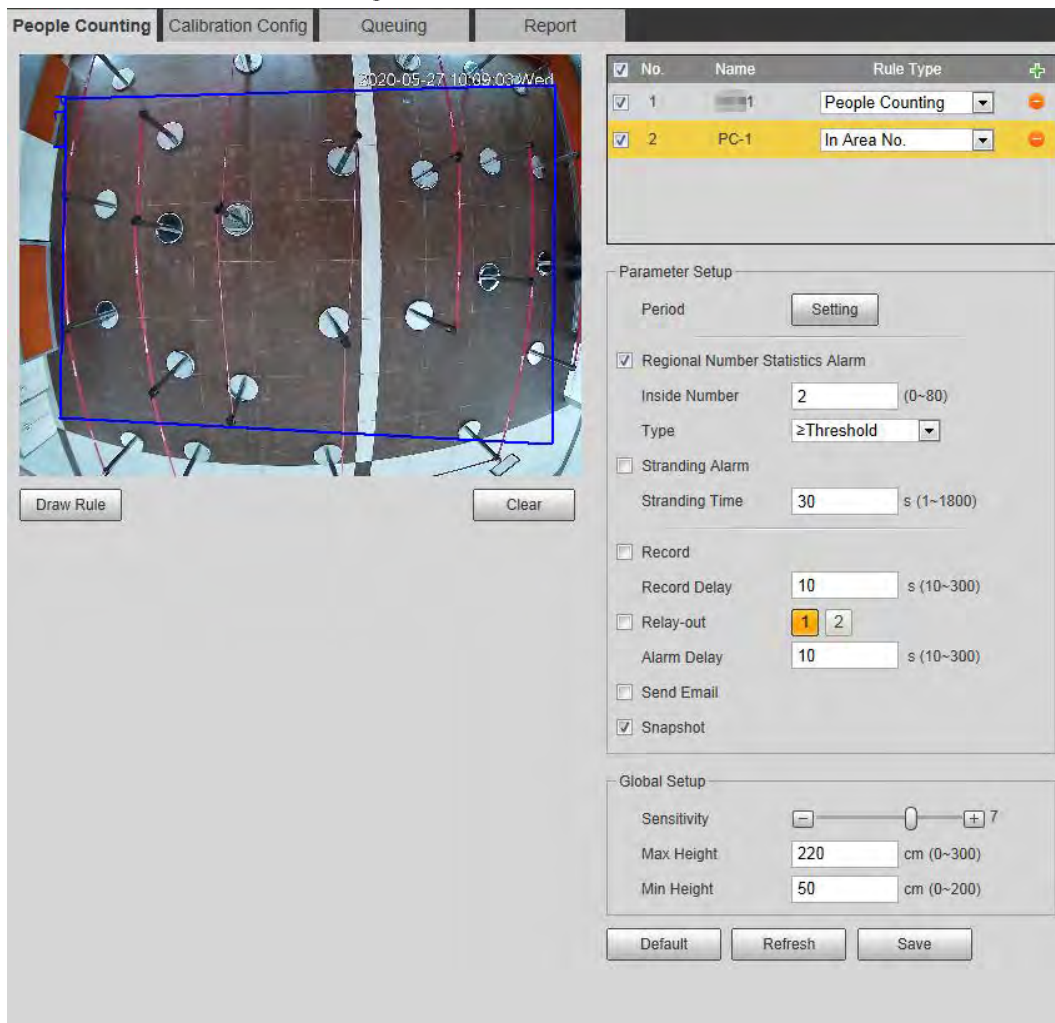 People Counting Calibration Config Queuing Report
2020-05-27 10:09:03 Wed
No. Name Rule Type
1 1 People Counting
2 PC-1 In Area No.
Parameter Setup
Period Setting
Regional Number Statistics Alarm
Inside Number 2 (0~80)
Type ≥Threshold
Stranding Alarm
Stranding Time 30 s (1~1800)
Record
Record Delay 10 s (10~300)
Relay-out 1 2
Alarm Delay 10 s (10~300)
Send Email
Snapshot
Draw Rule Clear
Global Setup
Sensitivity 7
Max Height 220 cm (0~300)
Min Height 50 cm (0~200)
Default Refresh Save